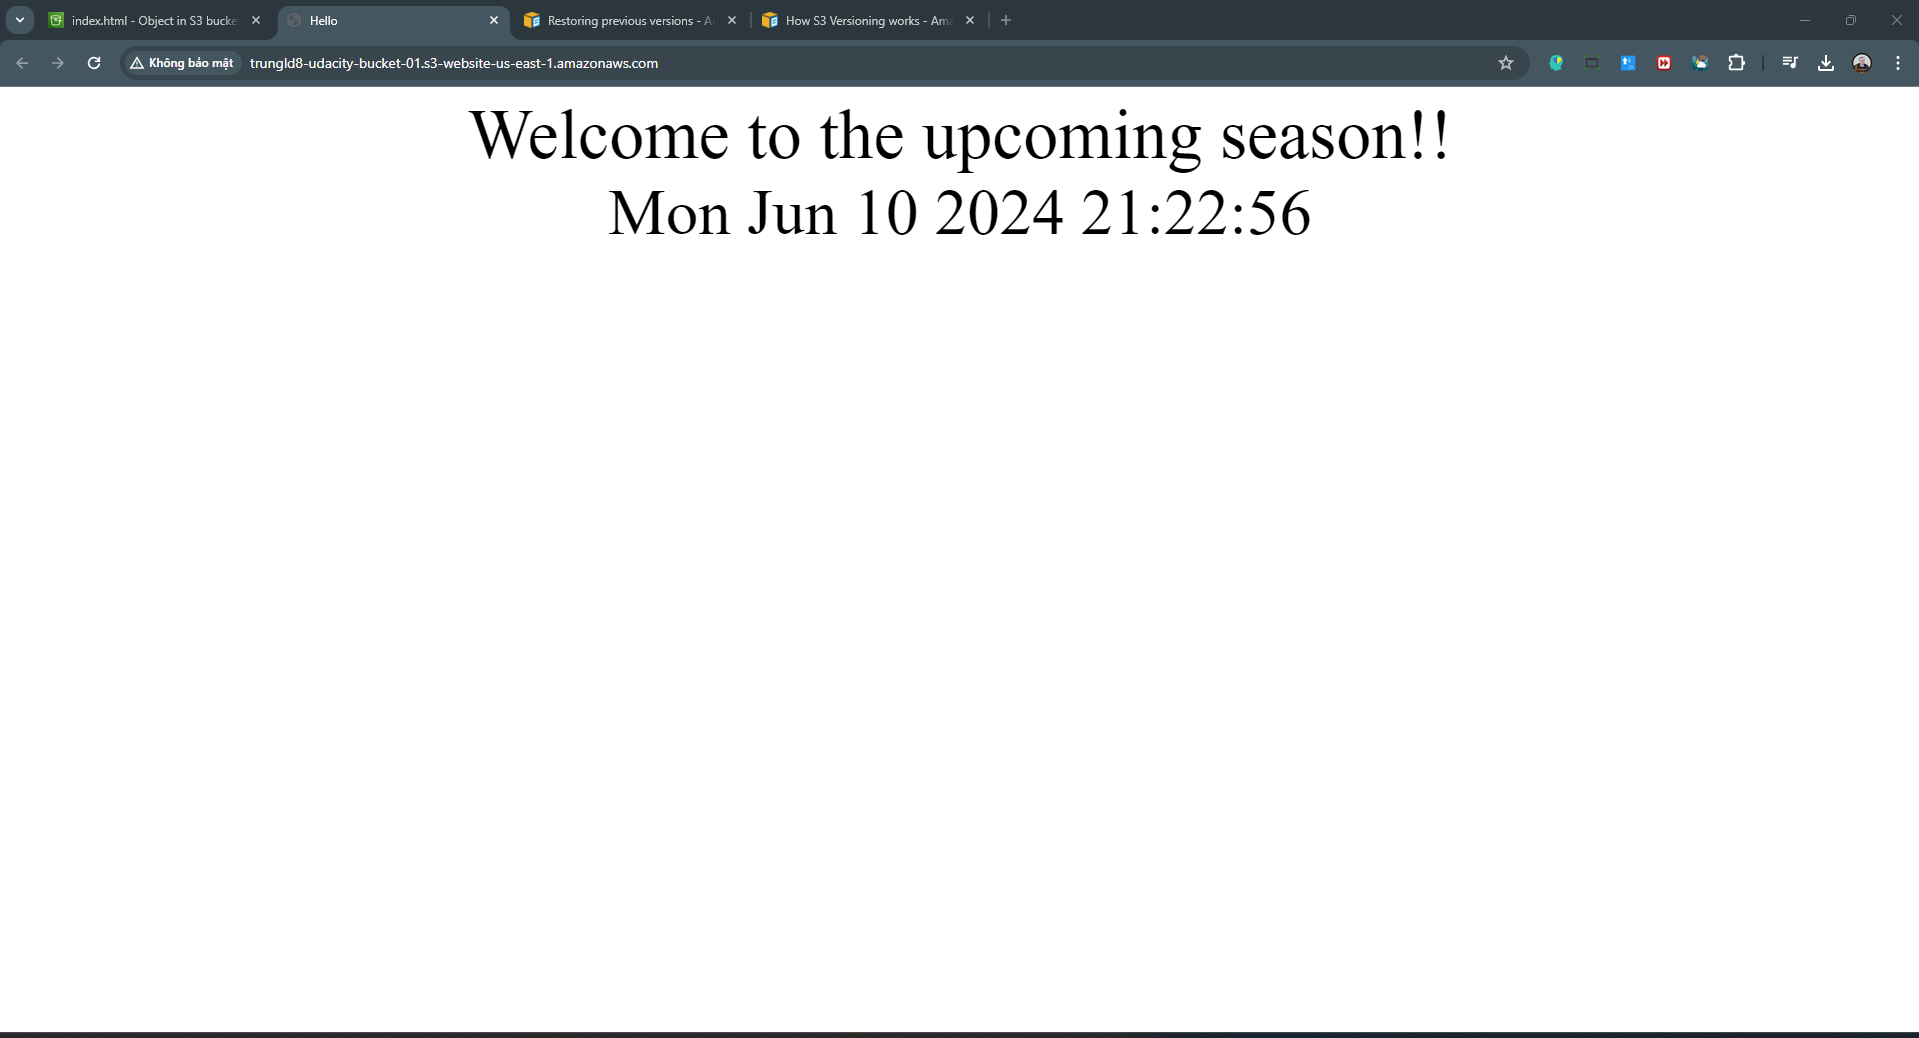 index.html - Object in S3 bucke
Hello
Restoring previous versions - A
How S3 Versioning works - Ama
Không bảo mật
trungld8-udacity-bucket-01.s3-website-us-east-1.amazonaws.com
Welcome to the upcoming season!!
Mon Jun 10 2024 21:22:56